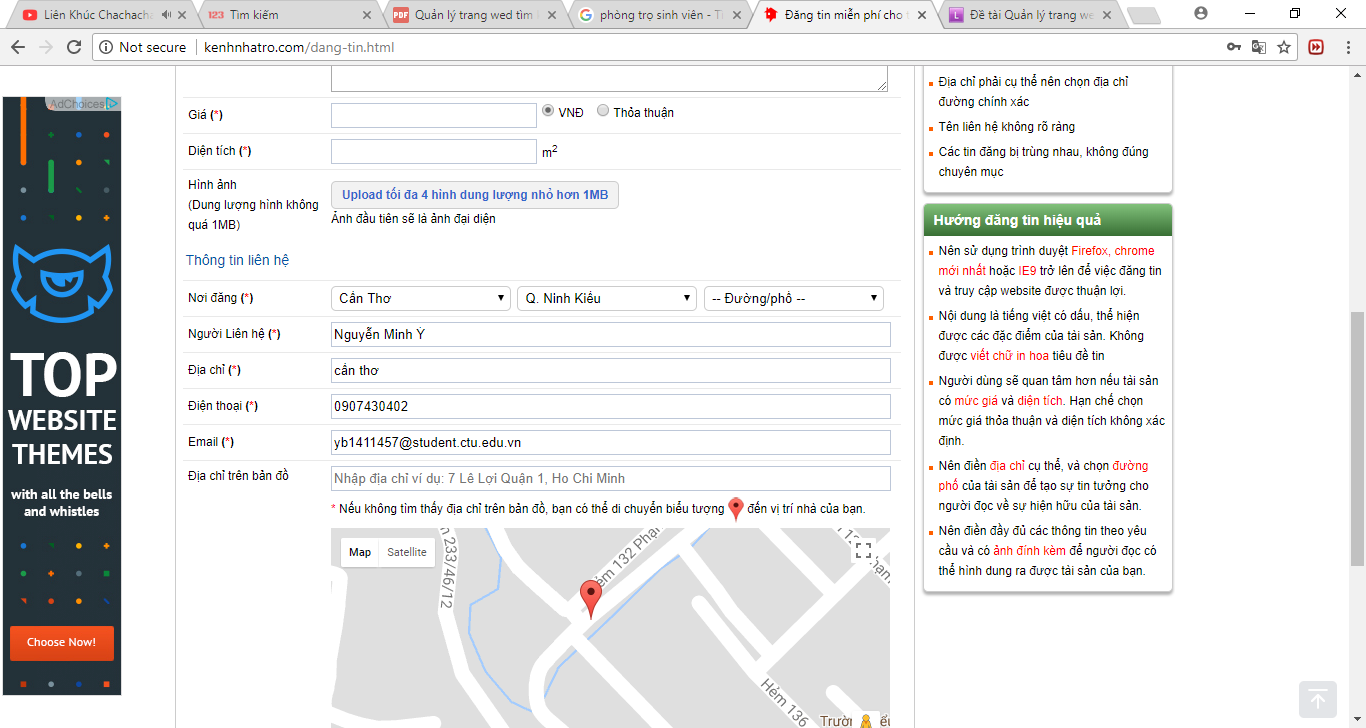 Liên Khúc Chachacha
123 Tìm kiếm
PDF Quản lý trang wed tìm
phòng trọ sinh viên - Ti
Đăng tin miễn phí cho t
L Đề tài Quản lý trang we
Not secure kenhnhatro.com/dang-tin.html
AdChoices
TOP
WEBSITE
THEMES
with all the bells
and whistles
Choose Now!
Giá (*) VNĐ Thỏa thuận
Diện tích (*) m2
Hình ảnh
(Dung lượng hình không
quá 1MB)
Upload tối đa 4 hình dung lượng nhỏ hơn 1MB
Ảnh đầu tiên sẽ là ảnh đại diện
Thông tin liên hệ
Nơi đăng (*) Cần Thơ Q. Ninh Kiều -- Đường/phố --
Người Liên hệ (*) Nguyễn Minh Ý
Địa chỉ (*) cần thơ
Điện thoại (*) 0907430402
Email (*) yb1411457@student.ctu.edu.vn
Địa chỉ trên bản đồ Nhập địa chỉ ví dụ: 7 Lê Lợi Quận 1, Ho Chi Minh
* Nếu không tìm thấy địa chỉ trên bản đồ, bạn có thể di chuyển biểu tượng đến vị trí nhà của bạn.
Map Satellite
233/46/12
Hém 132 Phạ
Hém 136
Địa chỉ phải cụ thể nên chọn địa chỉ
đường chính xác
Tên liên hệ không rõ ràng
Các tin đăng bị trùng nhau, không đúng
chuyên mục
Hướng đăng tin hiệu quả
Nên sử dụng trình duyệt Firefox, chrome
mới nhất hoặc IE9 trở lên để việc đăng tin
và truy cập website được thuận lợi.
Nội dung là tiếng việt có dấu, thể hiện
được các đặc điểm của tài sản. Không
được viết chữ in hoa tiêu đề tin
Người dùng sẽ quan tâm hơn nếu tài sản
có mức giá và diện tích. Hạn chế chọn
mức giá thỏa thuận và diện tích không xác
định.
Nên điền địa chỉ cụ thể, và chọn đường
phố của tài sản để tạo sự tin tưởng cho
người đọc về sự hiện hữu của tài sản.
Nên điền đầy đủ các thông tin theo yêu
cầu và có ảnh đính kèm để người đọc có
thể hình dung ra được tài sản của bạn.